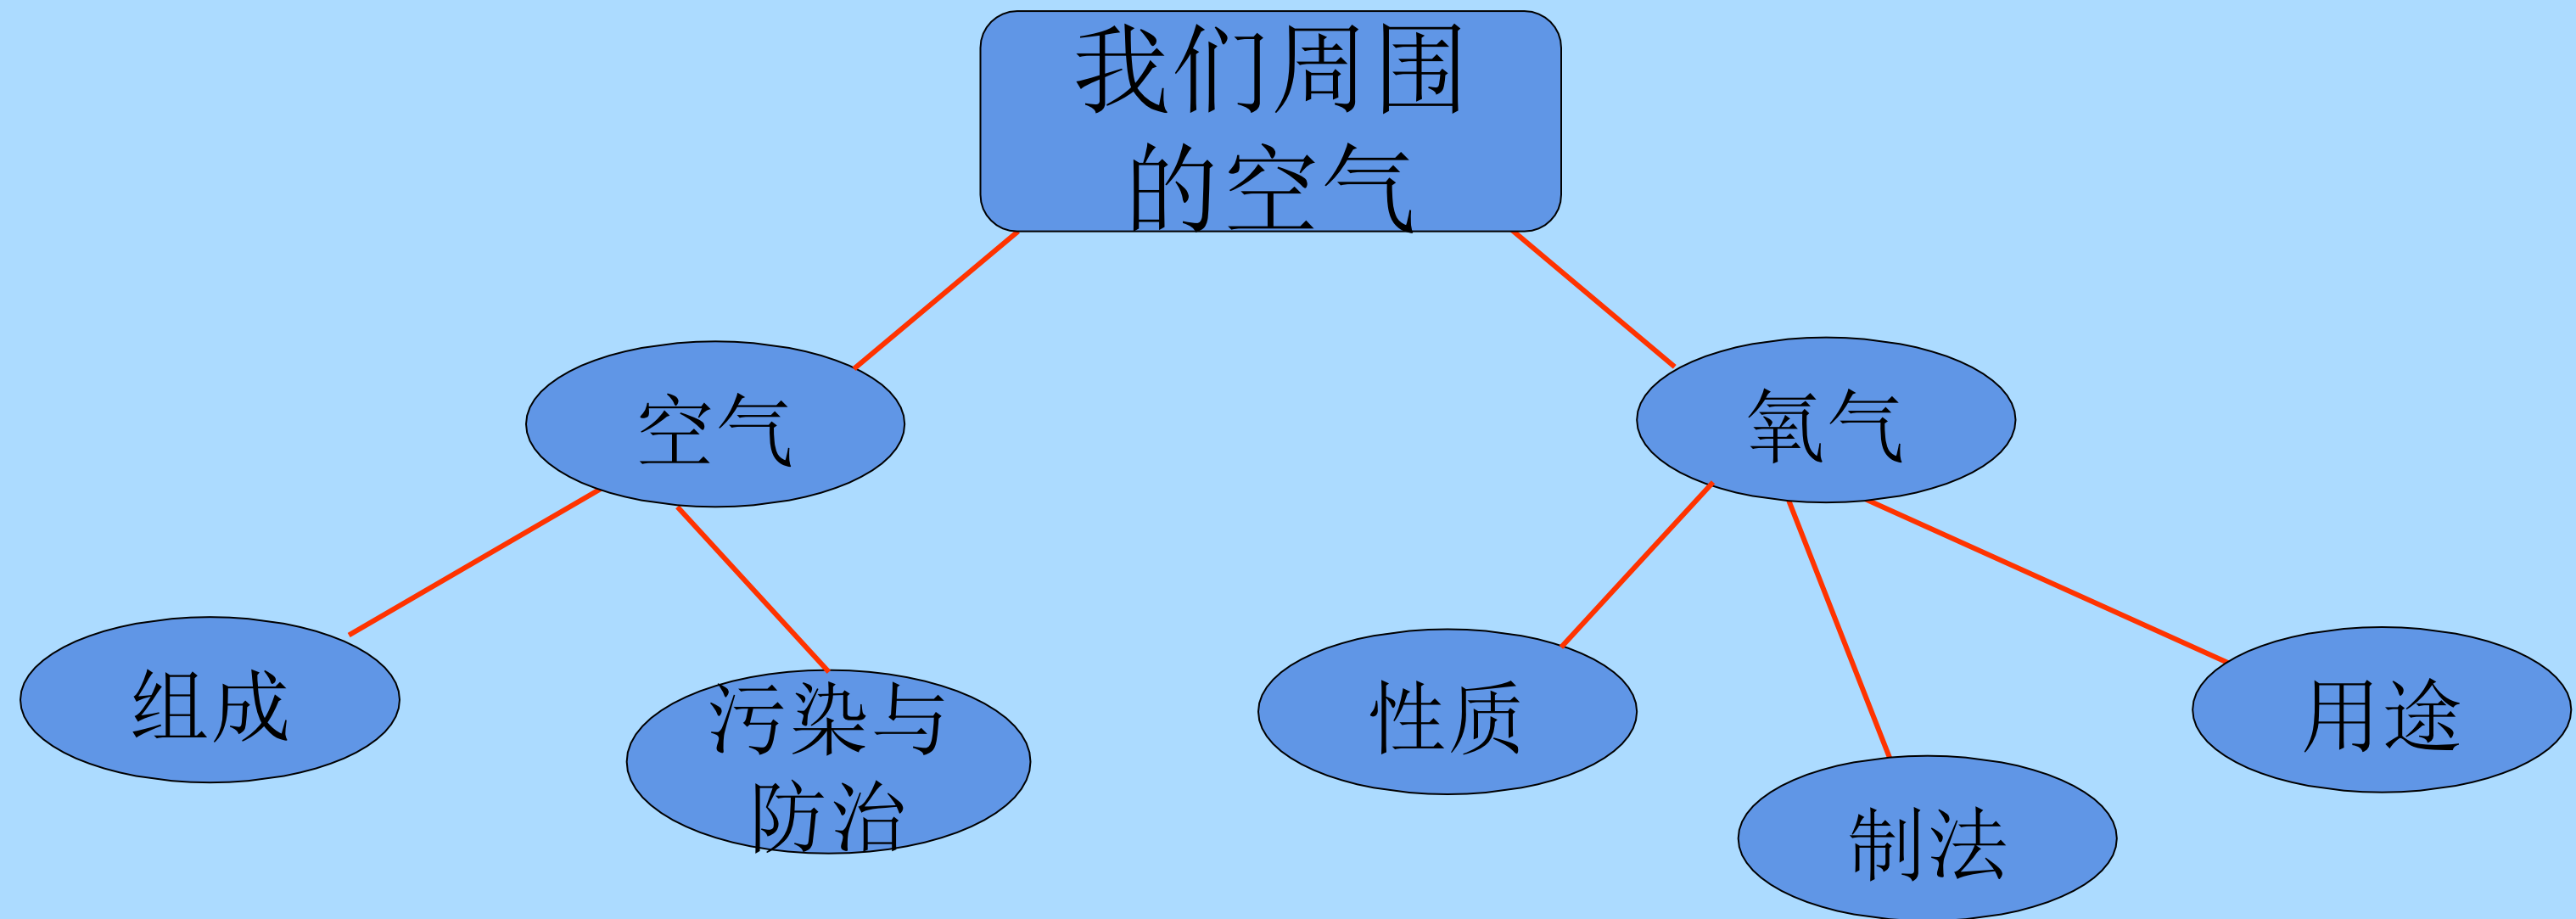 我们周围
的空气
空气
氧气
组成
污染与
防治
性质
制法
用途